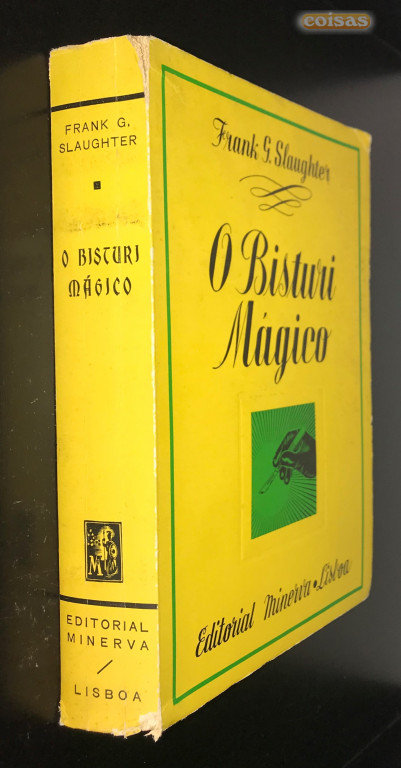 coisas
FRANK G.
SLAUGHTER
O BISTURI
MÁGICO
M
EDITORIAL
MINERVA
/
LISBOA
Frank G. Slaughter
O Bisturi
Mágico
Editorial Minerva • Lisboa